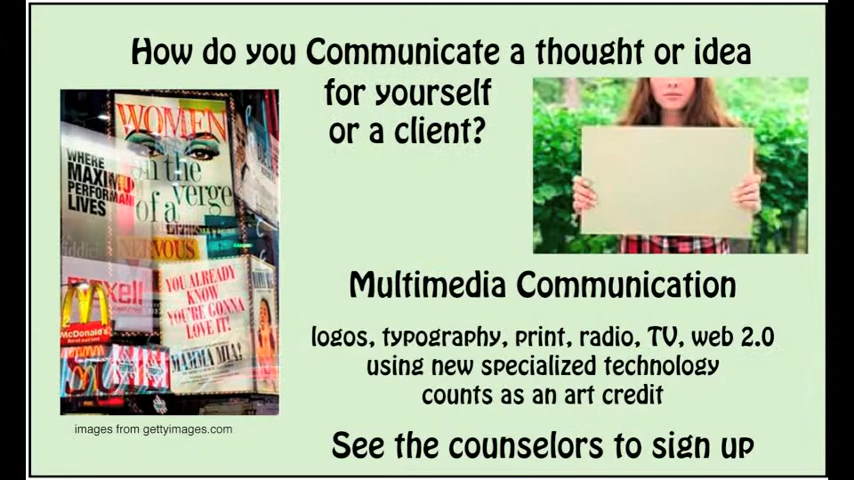 How do you Communicate a thought or idea
for yourself
or a client?
WOMEN
on the
verge
of a
NERVOUS
WHERE
MAXIMUM
PERFORMAN
LIVES
maxell
McDonald's
YOU ALREADY
KNOW
YOU'RE GONNA
LOVE IT!
MAMMA MIA!
images from gettyimages.com
Multimedia Communication
logos, typography, print, radio, TV, web 2.0
using new specialized technology
counts as an art credit
See the counselors to sign up